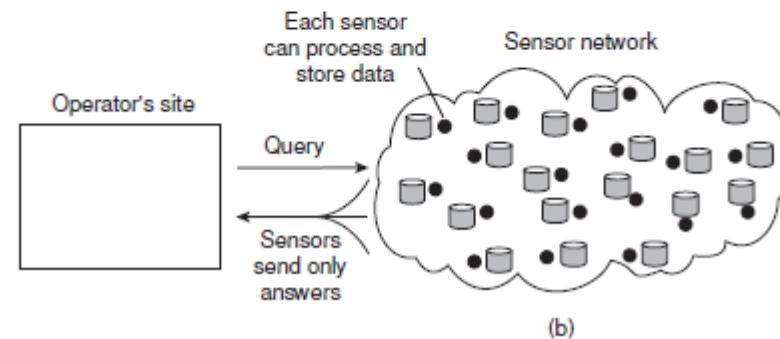 Each sensor
can process and
store data
Sensor network
Operator's site
Query
Sensors
send only
answers
(b)